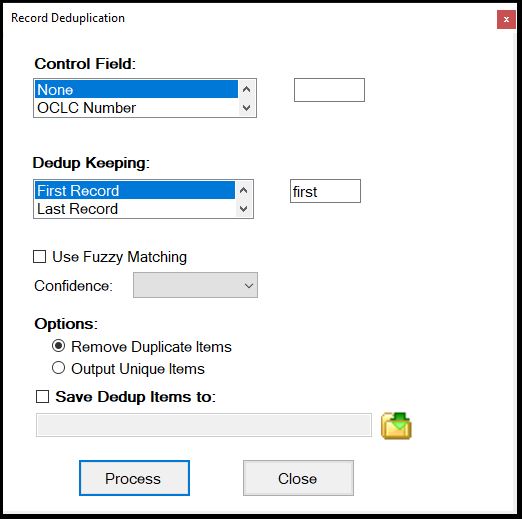 Record Deduplication
x
Control Field:
None
OCLC Number
Dedup Keeping:
First Record
Last Record
first
Use Fuzzy Matching
Confidence:
Options:
Remove Duplicate Items
Output Unique Items
Save Dedup Items to:
Process
Close